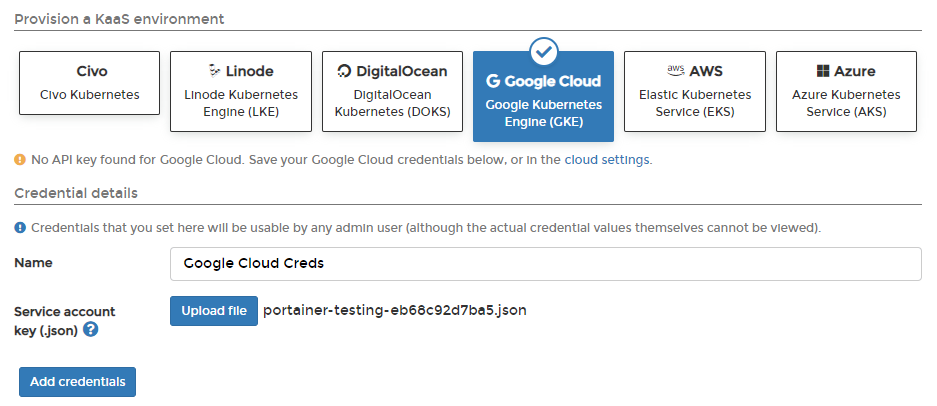 Provision a KaaS environment
Civo
Civo Kubernetes
Linode
Linode Kubernetes
Engine (LKE)
DigitalOcean
DigitalOcean
Kubernetes (DOKS)
Google Cloud
Google Kubernetes
Engine (GKE)
aws AWS
Elastic Kubernetes
Service (EKS)
Azure
Azure Kubernetes
Service (AKS)
No API key found for Google Cloud. Save your Google Cloud credentials below, or in the cloud settings.
Credential details
Credentials that you set here will be usable by any admin user (although the actual credential values themselves cannot be viewed).
Name
Google Cloud Creds
Service account
key (.json)
Upload file
portainer-testing-eb68c92d7ba5.json
Add credentials